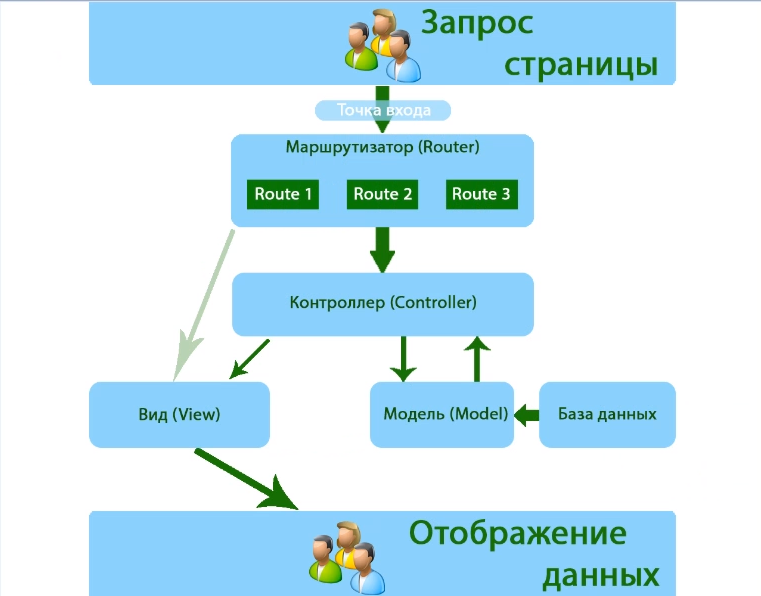 Запрос
страницы
Точка входа
Маршрутизатор (Router)
Route 1
Route 2
Route 3
Контроллер (Controller)
Вид (View)
Модель (Model)
База данных
Отображение
данных